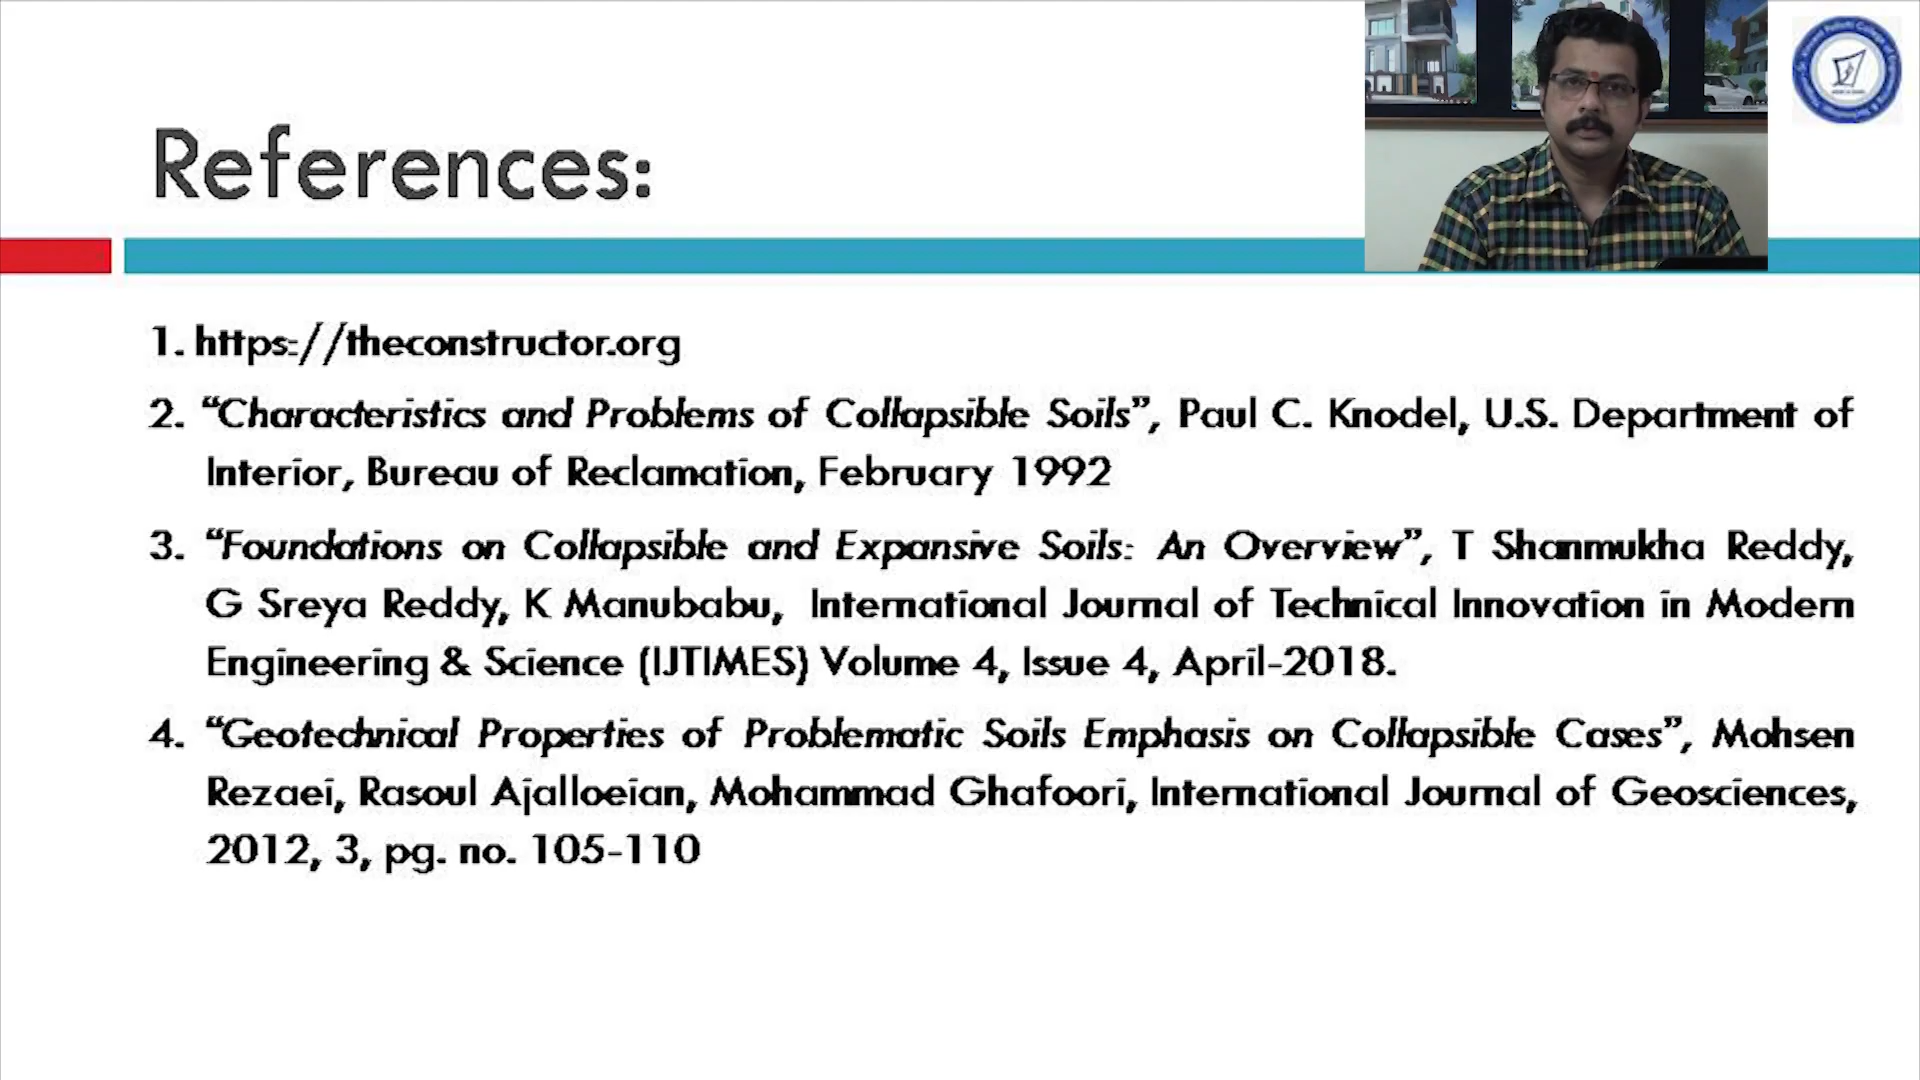 References:
1. https://theconstructor.org
2. “Characteristics and Problems of Collapsible Soils”, Paul C. Knodel, U.S. Department of
Interior, Bureau of Reclamation, February 1992
3. “Foundations on Collapsible and Expansive Soils: An Overview”, T Shanmukha Reddy,
G Sreya Reddy, K Manubabu, International Journal of Technical Innovation in Modern
Engineering & Science (IJTIMES) Volume 4, Issue 4, April-2018.
4. “Geotechnical Properties of Problematic Soils Emphasis on Collapsible Cases”, Mohsen
Rezaei, Rasoul Ajalloeian, Mohammad Ghafoori, International Journal of Geosciences,
2012, 3, pg. no. 105-110